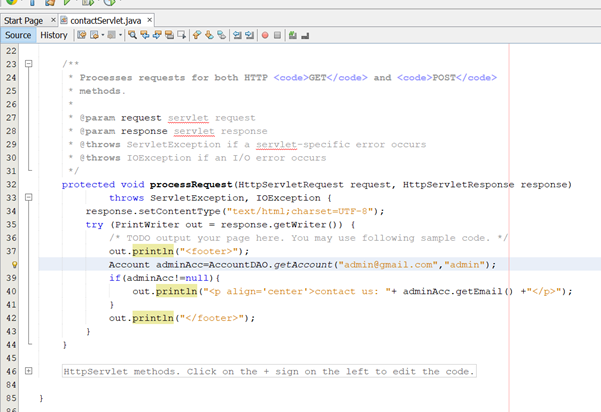 Start Page × contactServlet.java ×
Source History
22
23 /**
24 * Processes requests for both HTTP <code>GET</code> and <code>POST</code>
25 * methods.
26 *
27 * @param request servlet request
28 * @param response servlet response
29 * @throws ServletException if a servlet-specific error occurs
30 * @throws IOException if an I/O error occurs
31 */
32 protected void processRequest(HttpServletRequest request, HttpServletResponse response)
33 throws ServletException, IOException {
34 response.setContentType("text/html;charset=UTF-8");
35 try (PrintWriter out = response.getWriter()) {
36 /* TODO output your page here. You may use following sample code. */
37 out.println("<footer>");
Account adminAcc=AccountDAO.getAccount("admin@gmail.com","admin");
39 if(adminAcc!=null){
40 out.println("<p align='center'>contact us: "+ adminAcc.getEmail() +"</p>");
41 }
42 out.println("</footer>");
43 }
44 }
45
46 HttpServlet methods. Click on the + sign on the left to edit the code.
84
85 }
86